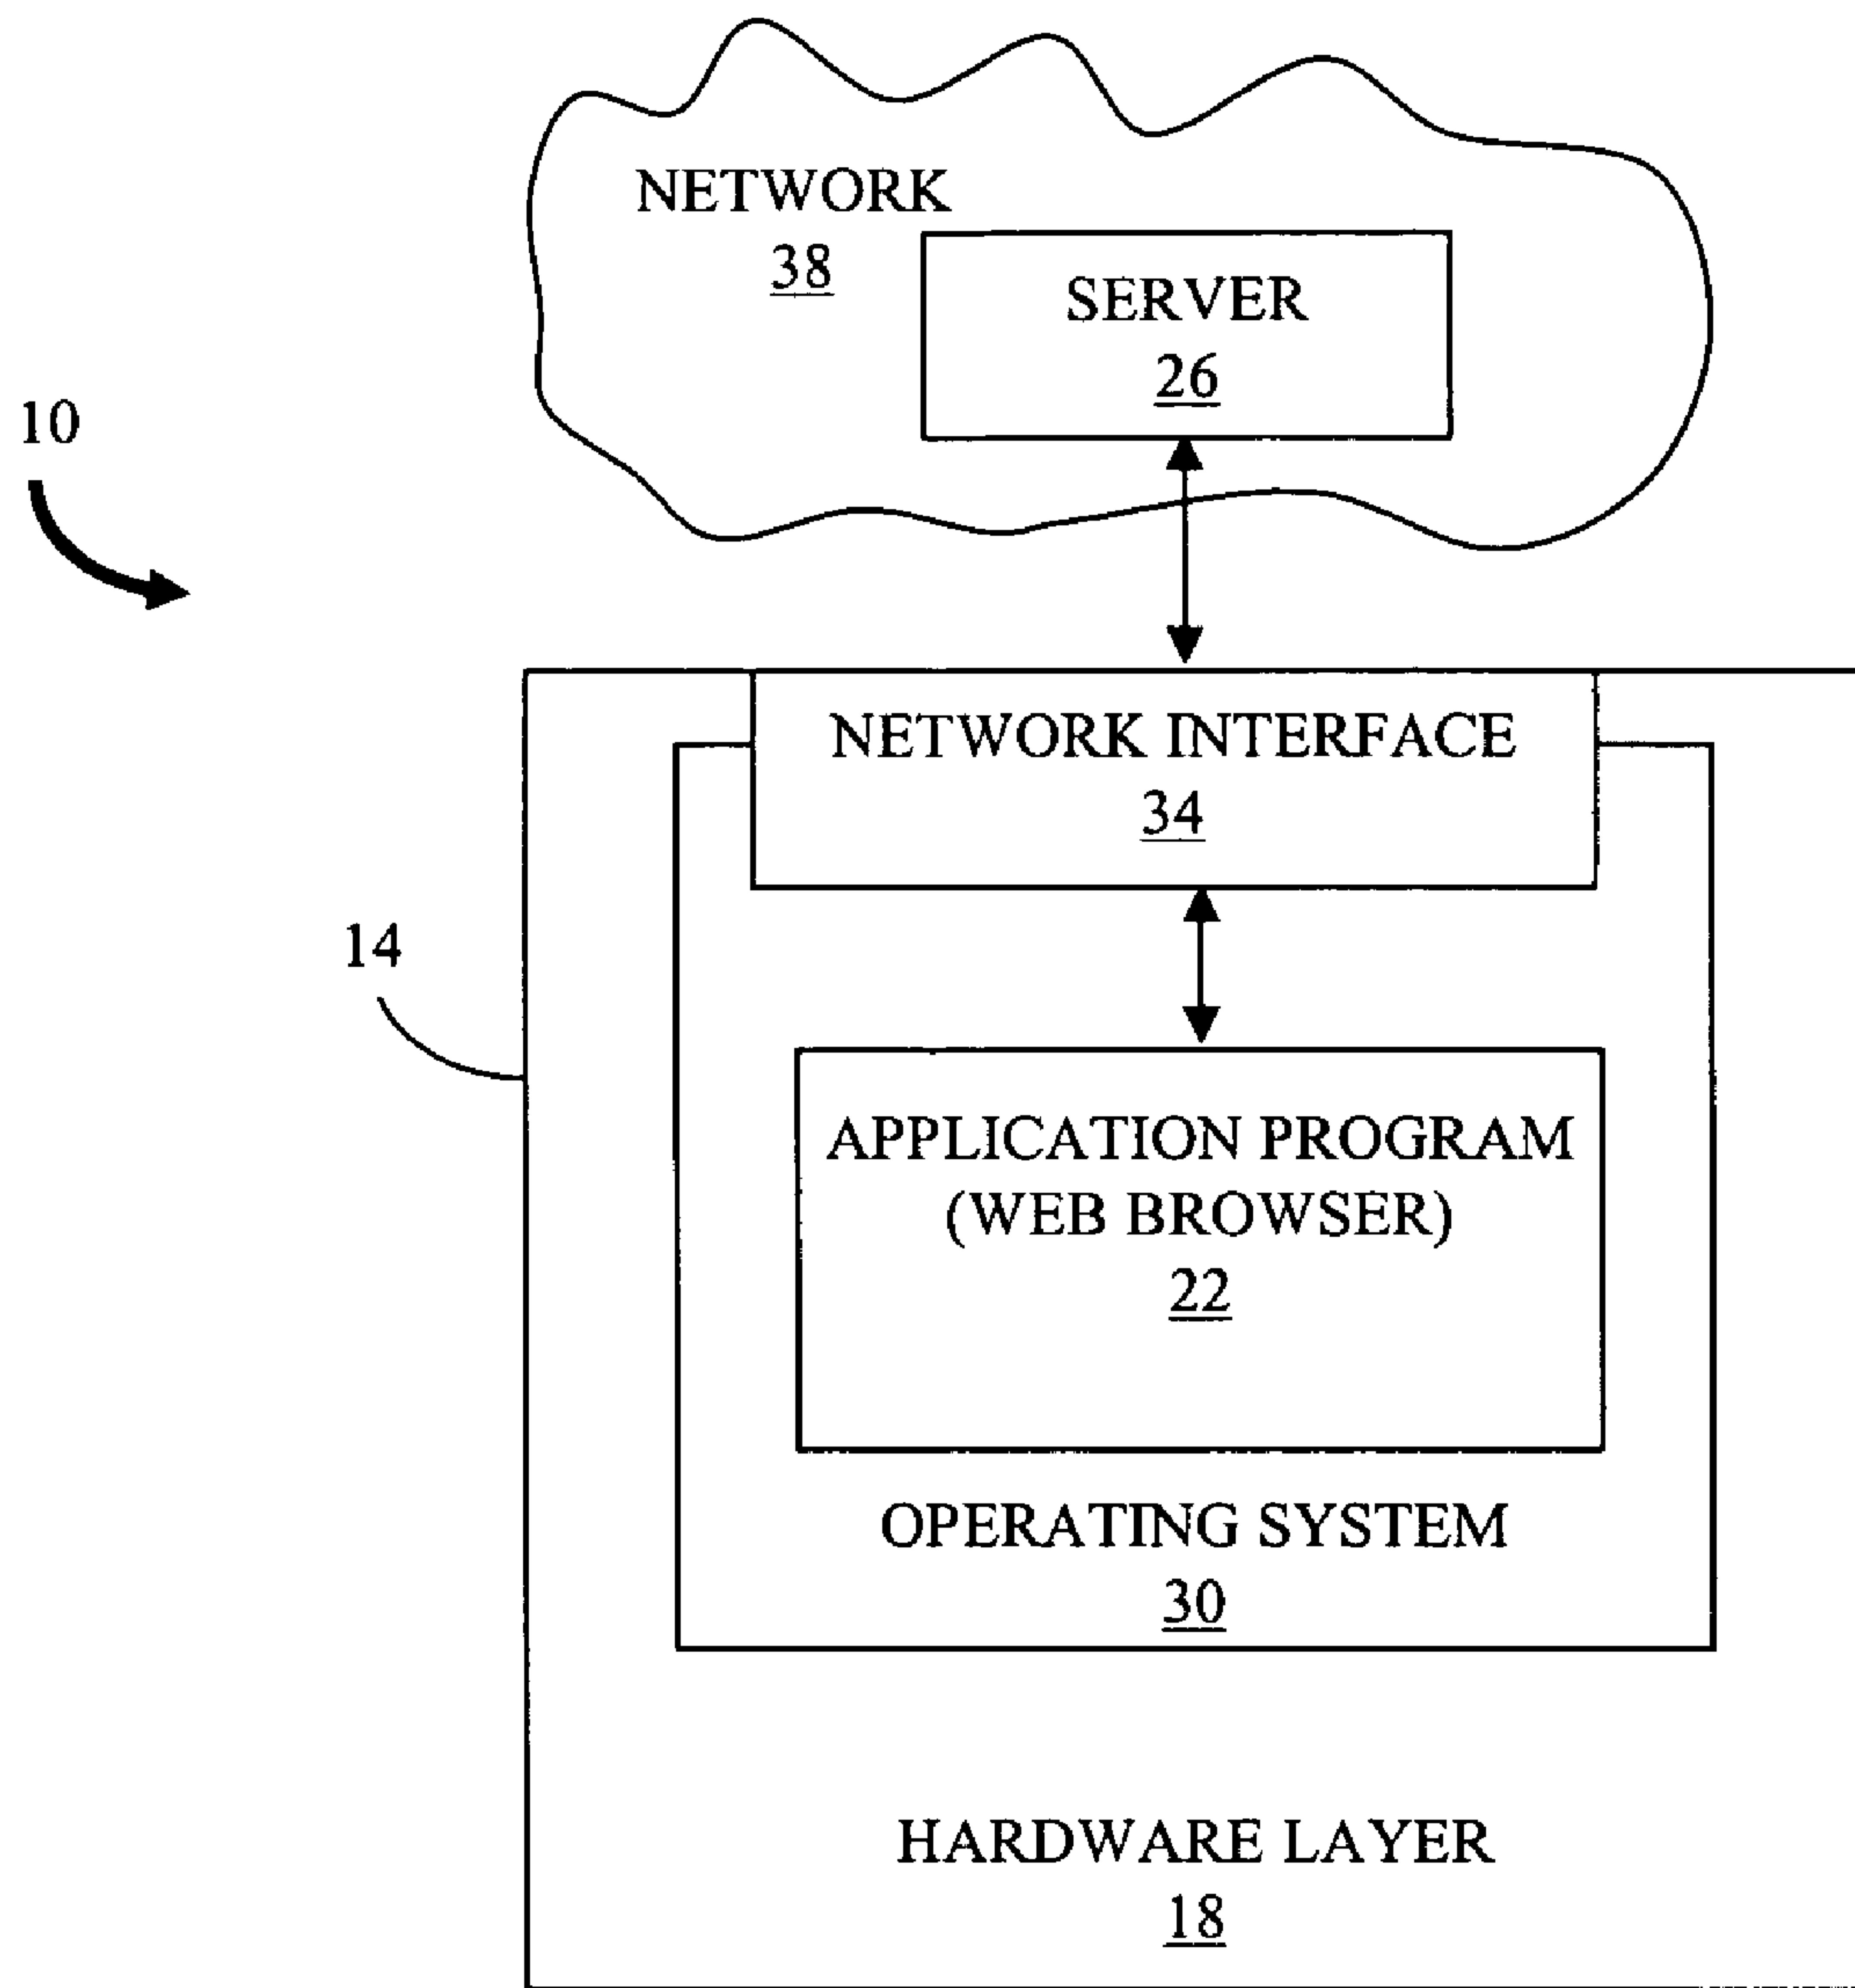 NETWORK
38
SERVER
26
10
NETWORK INTERFACE
34
14
APPLICATION PROGRAM
(WEB BROWSER)
22
OPERATING SYSTEM
30
HARDWARE LAYER
18